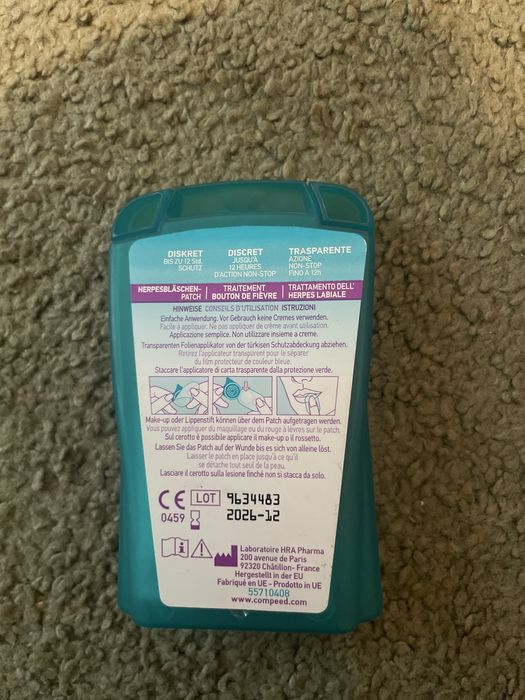 DISKRET
BIS ZU 12 Std.
SCHUTZ
DISCRET
JUSQU'À
12 HEURES
D'ACTION NON-STOP
TRASPARENTE
AZIONE
NON-STOP
FINO A 12h
HERPESBLÄSCHEN-
PATCH
TRAITEMENT
BOUTON DE FIÈVRE
TRATTAMENTO DELL'
HERPES LABIALE
HINWEISE CONSEILS D'UTILISATION ISTRUZIONI
Einfache Anwendung. Vor Gebrauch keine Cremes verwenden.
Facile à appliquer. Ne pas appliquer de crème avant utilisation.
Applicazione semplice. Non utilizzare insieme a creme.
Transparenten Folienapplikator von der türkisen Schutzabdeckung abziehen.
Retirez l'applicateur transparent pour le séparer
du film protecteur de couleur bleue.
Staccare l'applicatore di carta trasparente dalla protezione verde.
Make-up oder Lippenstift können über dem Patch aufgetragen werden.
Vous pouvez appliquer du maquillage ou du rouge à lèvres sur le patch.
Sul cerotto è possibile applicare il make-up o il rossetto.
Lassen Sie das Patch auf der Wunde bis es sich von alleine löst.
Laisser le patch en place jusqu'à ce qu'il
se détache tout seul de la peau.
Lasciare il cerotto sulla lesione finché non si stacca da solo.
CE
0459
LOT
9634483
2026-12
Laboratoire HRA Pharma
200 avenue de Paris
92320 Châtillon- France
Hergestellt in der EU
Fabriqué en UE - Prodotto in UE
55710408
www.compeed.com